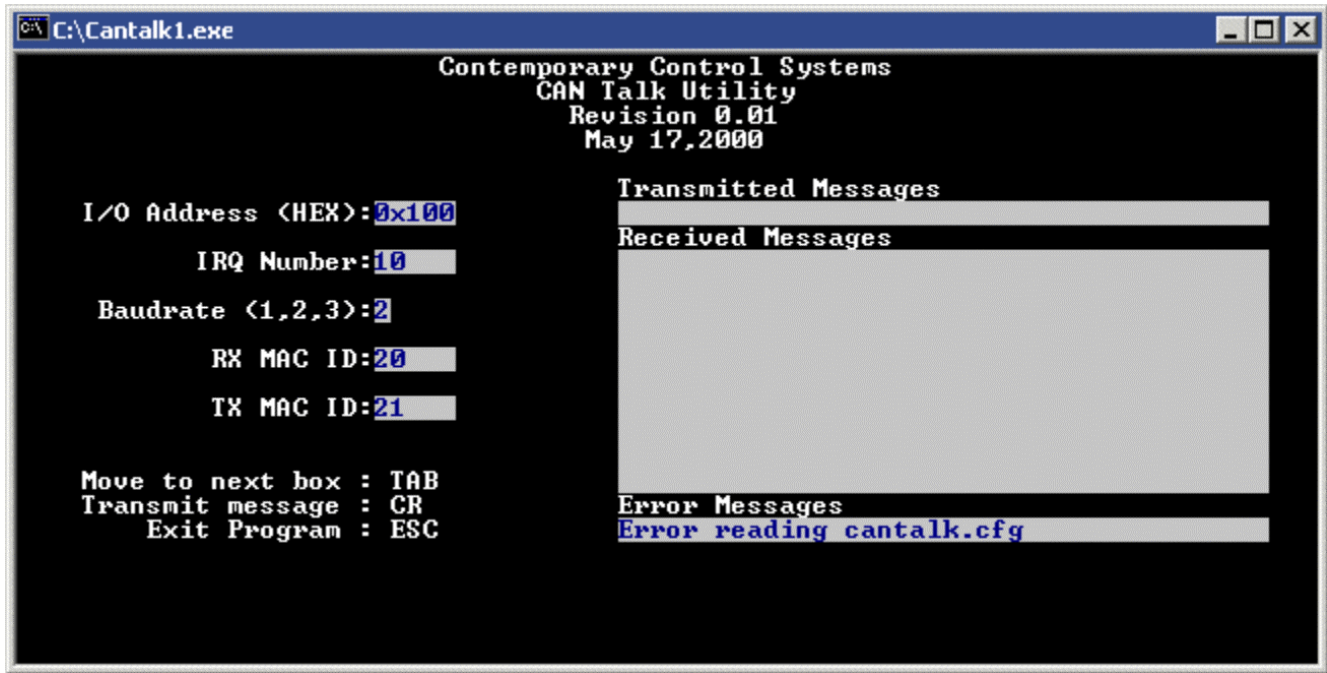 C:\Cantalk1.exe
Contemporary Control Systems
CAN Talk Utility
Revision 0.01
May 17,2000
I/O Address (HEX):0x100
IRQ Number:10
Baudrate (1,2,3):2
RX MAC ID:20
TX MAC ID:21
Move to next box : TAB
Transmit message : CR
Exit Program : ESC
Transmitted Messages
Received Messages
Error Messages
Error reading cantalk.cfg